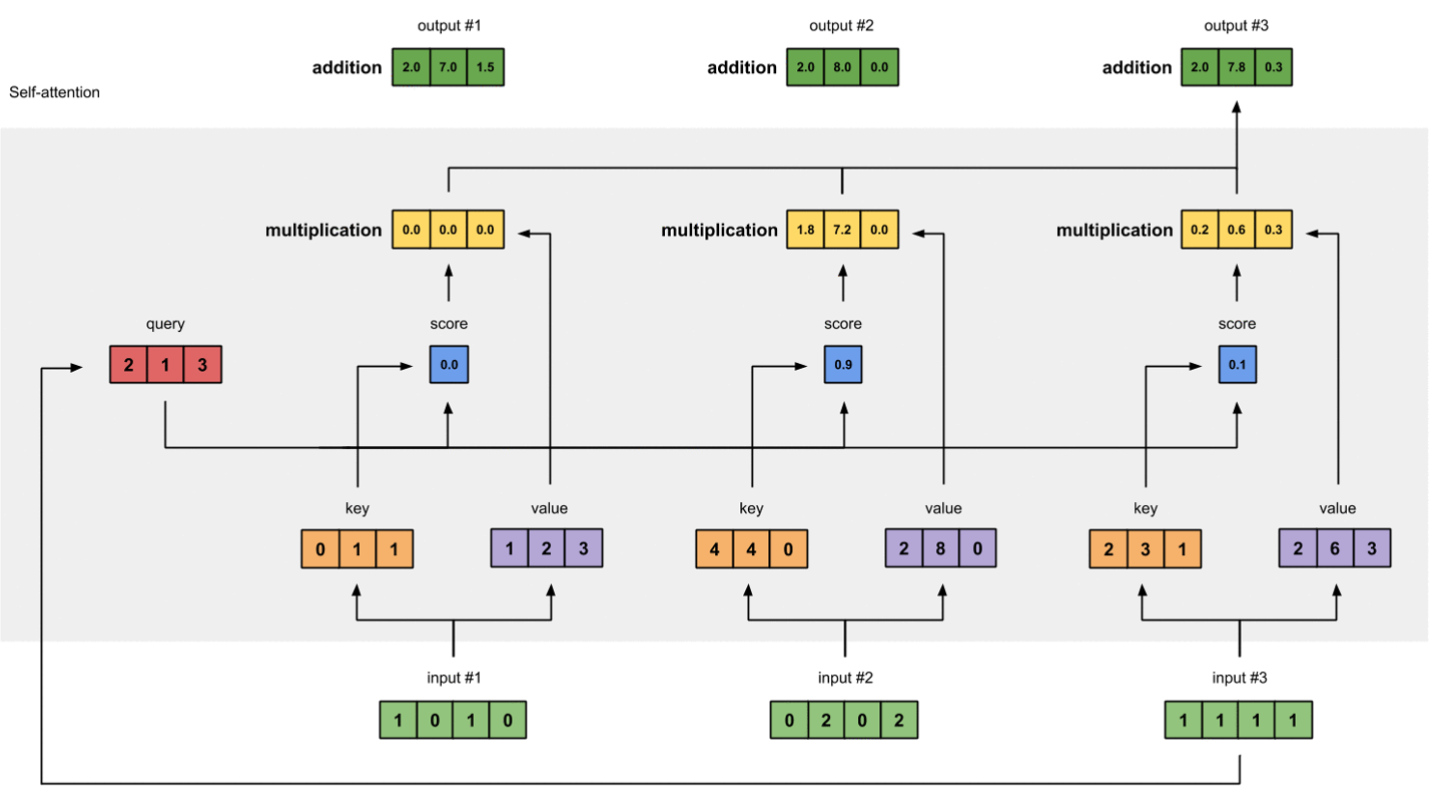 output #1 output #2 output #3
addition 2.0 7.0 1.5 addition 2.0 8.0 0.0 addition 2.0 7.8 0.3
Self-attention
multiplication 0.0 0.0 0.0 multiplication 1.8 7.2 0.0 multiplication 0.2 0.6 0.3
query score score score
2 1 3 0.0 0.9 0.1
key value key value key value
0 1 1 1 2 3 4 4 0 2 8 0 2 3 1 2 6 3
input #1 input #2 input #3
1 0 1 0 0 2 0 2 1 1 1 1